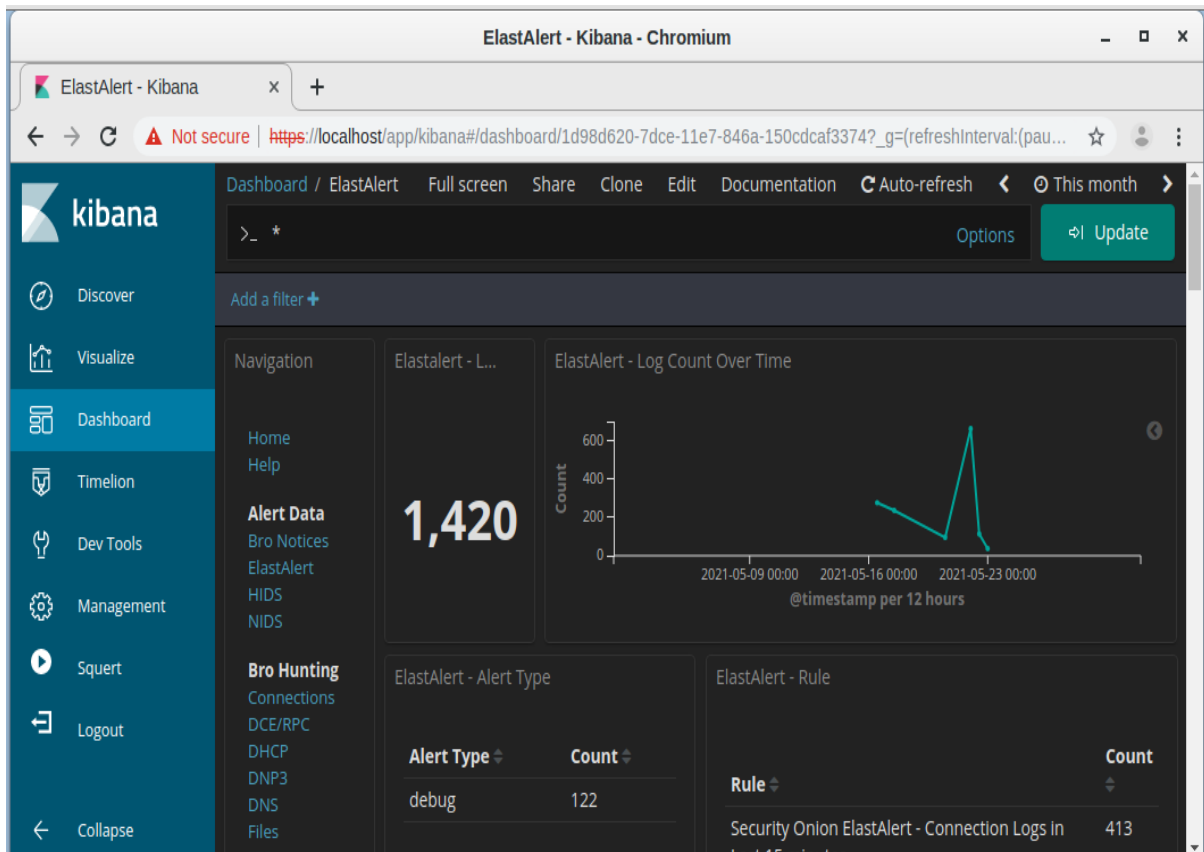 ElastAlert - Kibana - Chromium
ElastAlert - Kibana
Not secure | https://localhost/app/kibana#/dashboard/1d98d620-7dce-11e7-846a-150cdcaf3374?_g=(refreshInterval:(pau...
kibana
Discover
Visualize
Dashboard
Timelion
Dev Tools
Management
Squert
Logout
Collapse
Dashboard / ElastAlert Full screen Share Clone Edit Documentation Auto-refresh This month
>_ * Options Update
Add a filter +
Navigation
Home
Help
Alert Data
Bro Notices
ElastAlert
HIDS
NIDS
Bro Hunting
Connections
DCE/RPC
DHCP
DNP3
DNS
Files
Elastalert - L...
1,420
ElastAlert - Log Count Over Time
Count
600
400
200
0
2021-05-09 00:00 2021-05-16 00:00 2021-05-23 00:00
@timestamp per 12 hours
ElastAlert - Alert Type
Alert Type Count
debug 122
ElastAlert - Rule
Rule Count
Security Onion ElastAlert - Connection Logs in 413